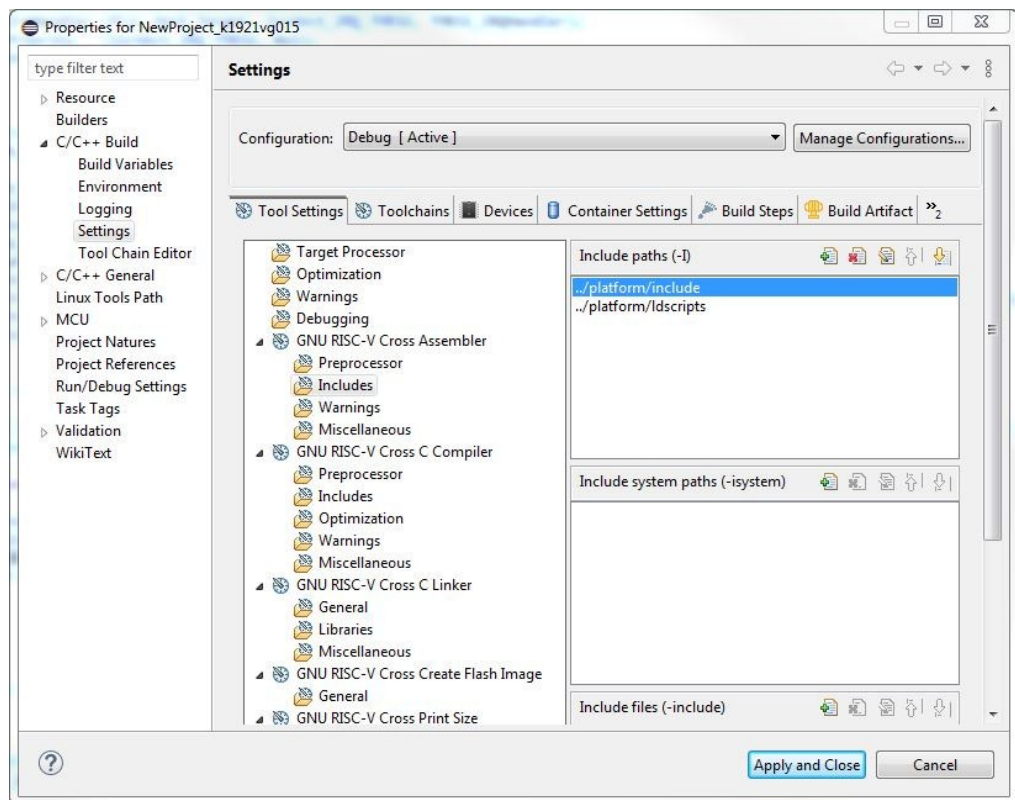 Properties for NewProject_k1921vg015
type filter text
Resource
Builders
C/C++ Build
Build Variables
Environment
Logging
Settings
Tool Chain Editor
C/C++ General
Linux Tools Path
MCU
Project Natures
Project References
Run/Debug Settings
Task Tags
Validation
WikiText
Settings
Configuration: Debug [ Active ] Manage Configurations...
Tool Settings Toolchains Devices Container Settings Build Steps Build Artifact »2
Target Processor
Optimization
Warnings
Debugging
GNU RISC-V Cross Assembler
Preprocessor
Includes
Warnings
Miscellaneous
GNU RISC-V Cross C Compiler
Preprocessor
Includes
Optimization
Warnings
Miscellaneous
GNU RISC-V Cross C Linker
General
Libraries
Miscellaneous
GNU RISC-V Cross Create Flash Image
General
GNU RISC-V Cross Print Size
Include paths (-I)
../platform/include
../platform/ldscripts
Include system paths (-isystem)
Include files (-include)
? Apply and Close Cancel